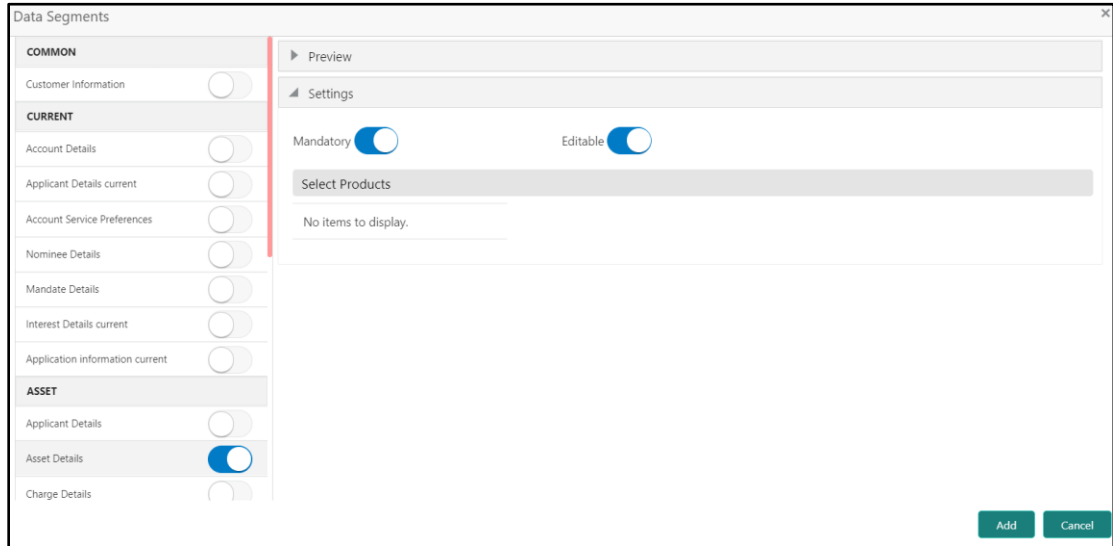 Data Segments
COMMON
Customer Information
CURRENT
Account Details
Applicant Details current
Account Service Preferences
Nominee Details
Mandate Details
Interest Details current
Application information current
ASSET
Applicant Details
Asset Details
Charge Details
Preview
Settings
Mandatory Editable
Select Products
No items to display.
Add Cancel